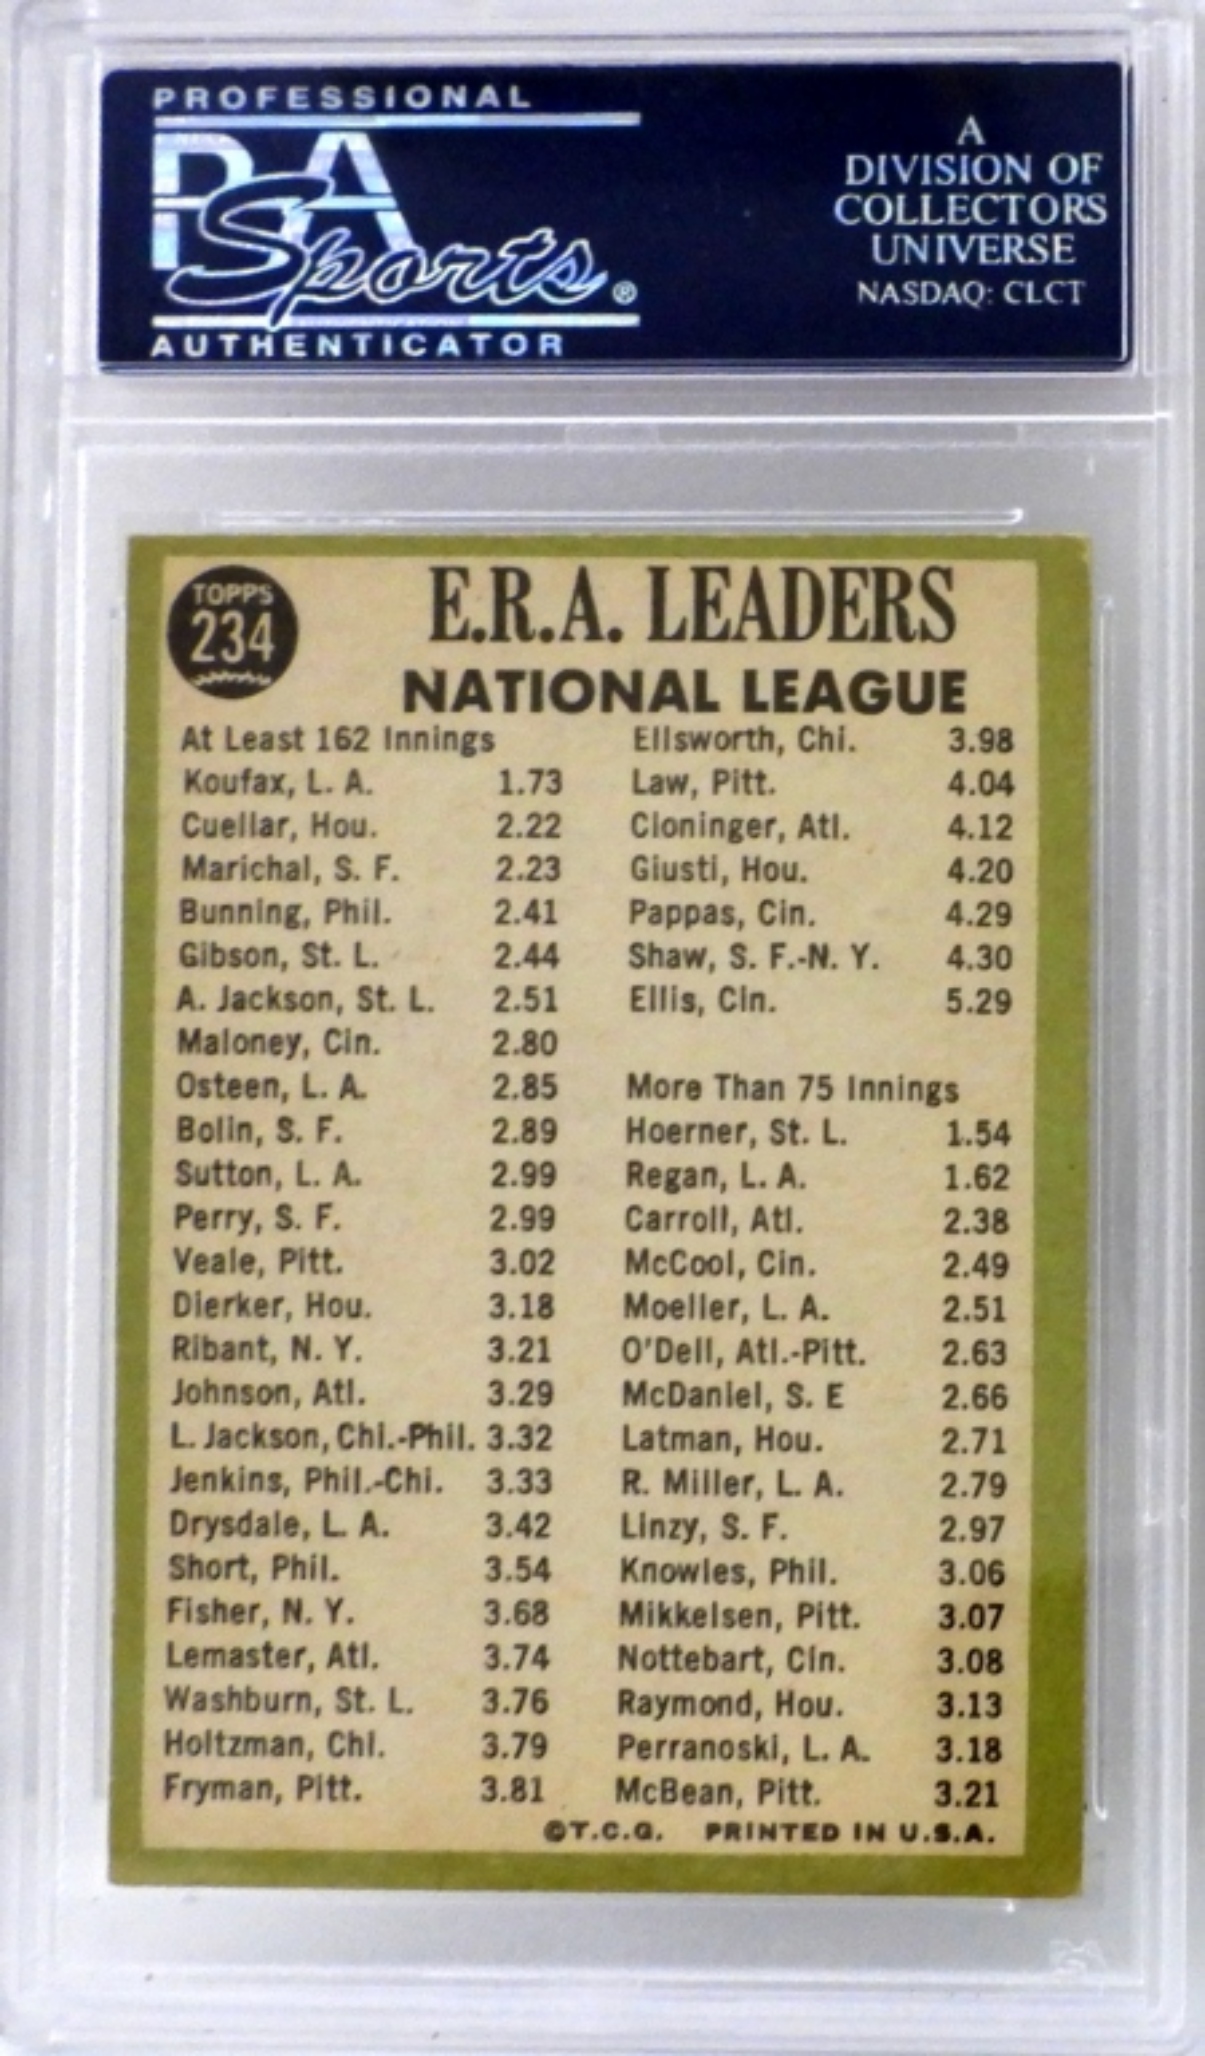 PROFESSIONAL
PSA
Sports®
AUTHENTICATOR
A
DIVISION OF
COLLECTORS
UNIVERSE
NASDAQ: CLCT
TOPPS
234
E.R.A. LEADERS
NATIONAL LEAGUE
At Least 162 Innings
Koufax, L. A. 1.73
Cuellar, Hou. 2.22
Marichal, S. F. 2.23
Bunning, Phil. 2.41
Gibson, St. L. 2.44
A. Jackson, St. L. 2.51
Maloney, Cin. 2.80
Osteen, L. A. 2.85
Bolin, S. F. 2.89
Sutton, L. A. 2.99
Perry, S. F. 2.99
Veale, Pitt. 3.02
Dierker, Hou. 3.18
Ribant, N. Y. 3.21
Johnson, Atl. 3.29
L. Jackson, Chi.-Phil. 3.32
Jenkins, Phil.-Chi. 3.33
Drysdale, L. A. 3.42
Short, Phil. 3.54
Fisher, N. Y. 3.68
Lemaster, Atl. 3.74
Washburn, St. L. 3.76
Holtzman, Chi. 3.79
Fryman, Pitt. 3.81
Ellsworth, Chi. 3.98
Law, Pitt. 4.04
Cloninger, Atl. 4.12
Giusti, Hou. 4.20
Pappas, Cin. 4.29
Shaw, S. F.-N. Y. 4.30
Ellis, Cin. 5.29
More Than 75 Innings
Hoerner, St. L. 1.54
Regan, L. A. 1.62
Carroll, Atl. 2.38
McCool, Cin. 2.49
Moeller, L. A. 2.51
O'Dell, Atl.-Pitt. 2.63
McDaniel, S. E 2.66
Latman, Hou. 2.71
R. Miller, L. A. 2.79
Linzy, S. F. 2.97
Knowles, Phil. 3.06
Mikkelsen, Pitt. 3.07
Nottebart, Cin. 3.08
Raymond, Hou. 3.13
Perranoski, L. A. 3.18
McBean, Pitt. 3.21
©T.C.G. PRINTED IN U.S.A.
PSA